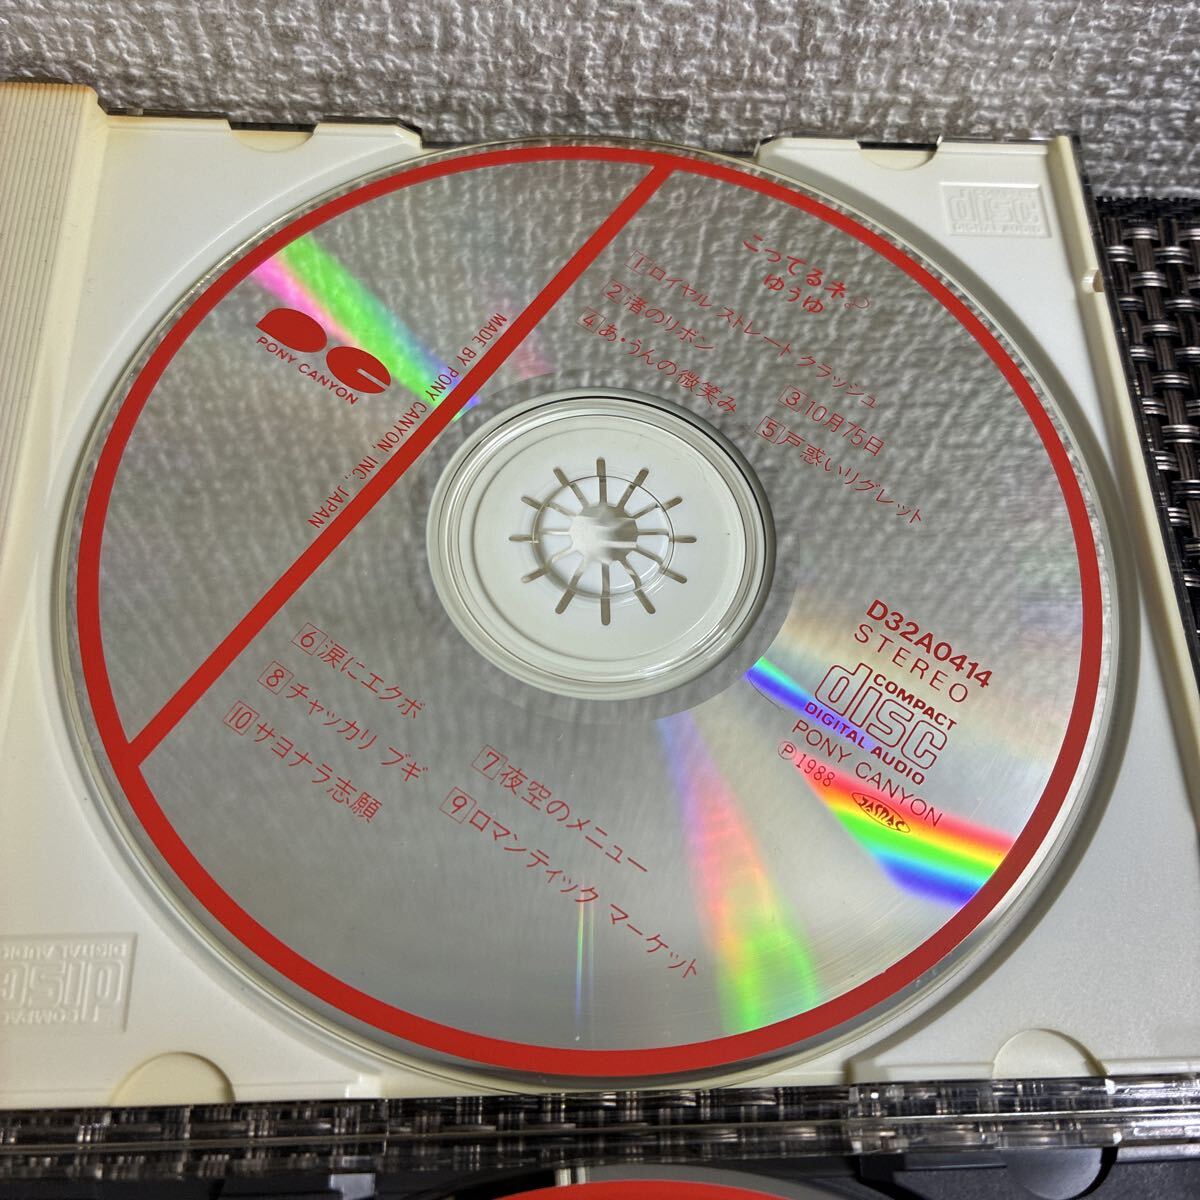 こってるネ
ゆうゆ
1 ロイヤル ストレート クラッシュ
2 渚のリボン
3 10月75日
4 あ・うんの微笑み
5 戸惑いリグレット
PONY CANYON
MADE BY PONY CANYON, INC., JAPAN
6 涙にエクボ
7 夜空のメニュー
8 チャッカリ ブギ
9 ロマンティック マーケット
10 サヨナラ志願
D32A0414
STEREO
COMPACT
disc
DIGITAL AUDIO
PONY CANYON
Ⓟ1988
JASRAC
disc
DIGITAL AUDIO
COMPACT
disc
DIGITAL AUDIO